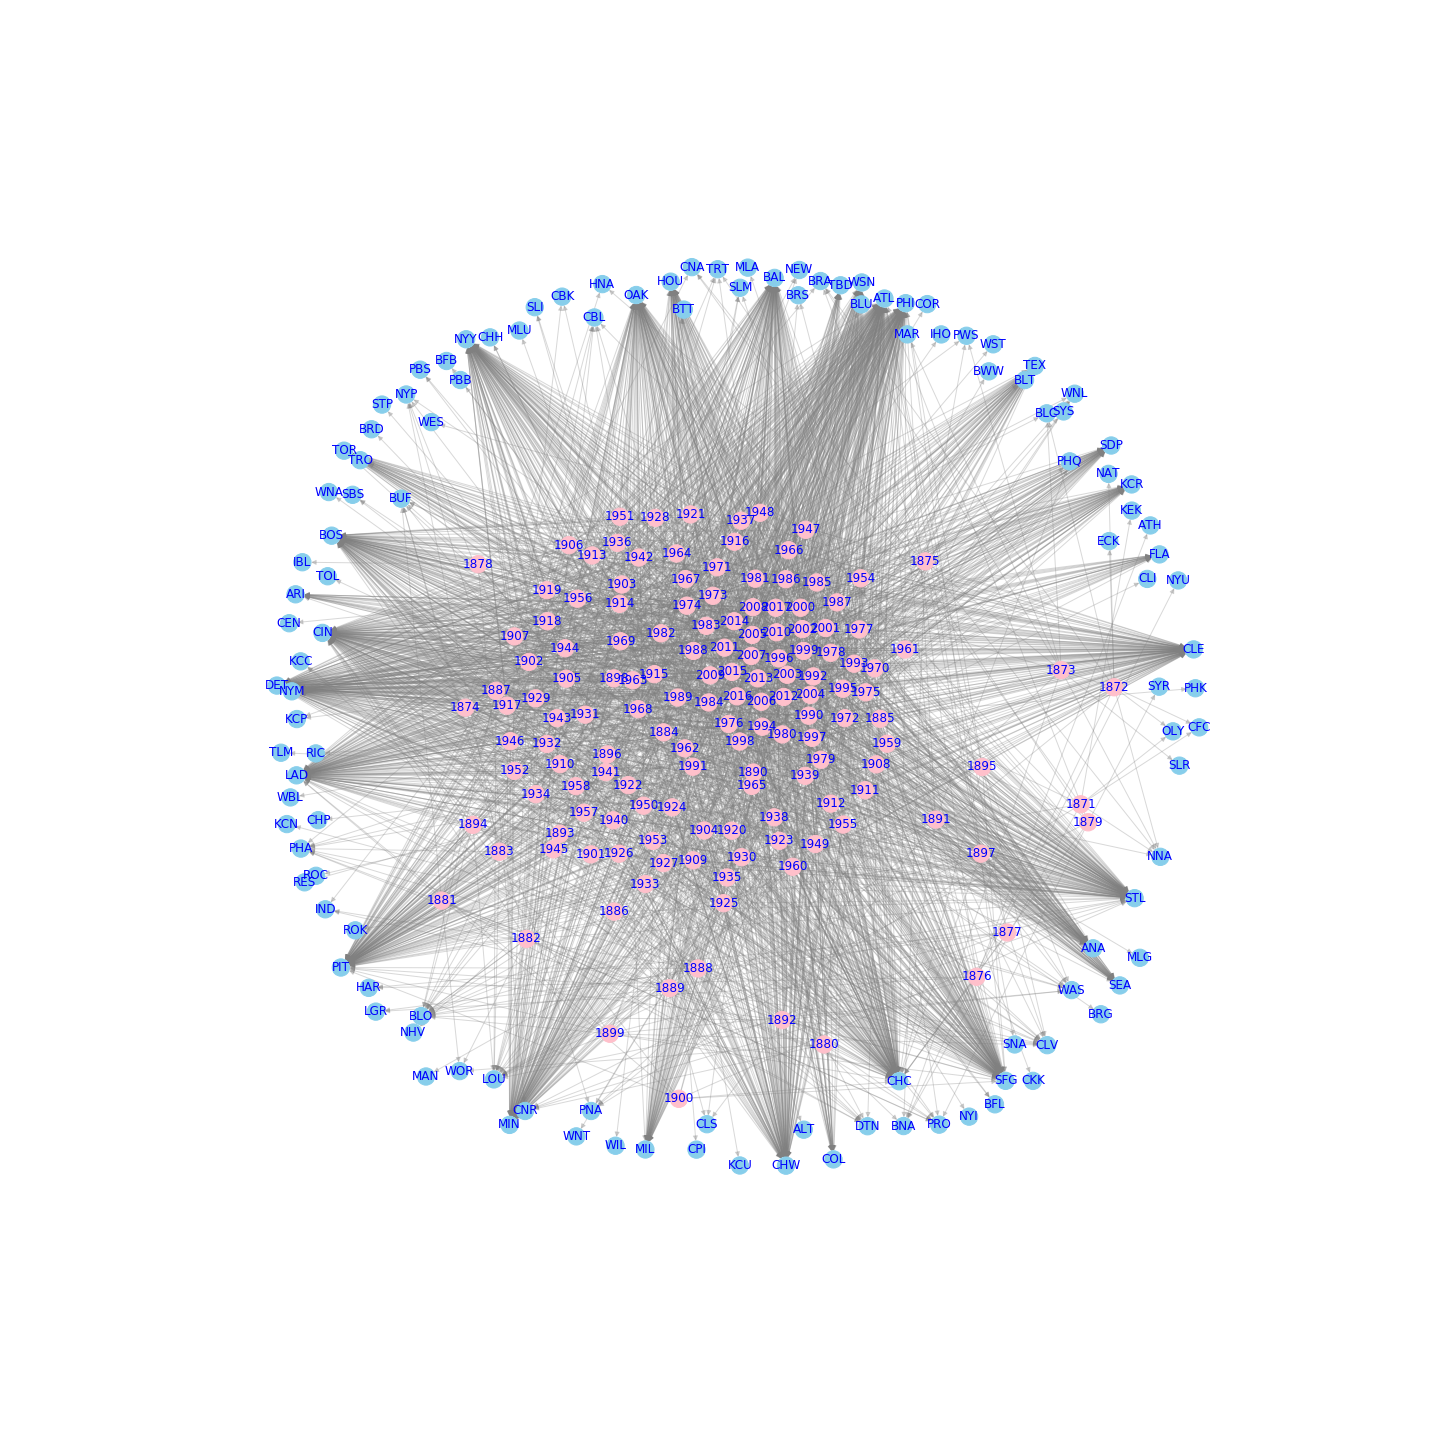 CNA TRT MLA BAL NEW
HOU SLM BRS BRA TBD WSN
HNA CBK OAK BTT BLU ATL PHI COR
SLI CBL MAR IHO PWS WST
NYY CHH MLU
PBS BFB PBB BWW TEX BLT
STP NYP WNL
BRD WES BLC SYS
TOR TRO PHQ SDP
WNA SBS BUF NAT KCR
1951 1928 1921 1937 1948 KEK
BOS 1906 1936 1916 1947 ATH
1913 1942 1964 1966 ECK FLA
IBL 1878 1971 1875
TOL 1903 1967 1981 1986 1985 1954 CLI NYU
ARI 1919 1956 1914 1974 1973 1987
CEN 1918 2008 2017 2000
CIN 1907 1969 1982 1983 2014 2005 2010 2002 2001 1977
1944 1988 2011 1999 1978 1961 CLE
KCC 1902 2007 1996 1993 1970 1873
DET 1905 1898 1963 1915 2009 2015 2013 2003 1992
NYM 1887 1929 1989 1984 2016 2006 2012 2004 1995 1975 1872 SYR PHK
KCP 1874 1917 1943 1931 1968 1976 1994 1990 1972 1885
TLM RIC 1946 1932 1884 1962 1998 1980 1997 1959 OLY CFC
LAD 1952 1910 1896 1941 1991 1890 1939 1979 1908 1895 SLR
WBL 1934 1958 1922 1965 1911
KCN CHP 1957 1940 1950 1924 1938 1912 1871
1894 1893 1904 1920 1955 1891 1879
PHA 1883 1945 1901 1926 1953 1923 1949 1897 NNA
RES ROC 1927 1909 1930 1960
IND 1881 1933 1935 STL
ROK 1886 1925
PIT 1882 1877 ANA MLG
HAR 1888 1889 1876 WAS SEA
LGR BLO 1892 BRG
NHV 1899 1880 SNA CLV
MAN WOR LOU CHC SFG CKK
CNR PNA 1900 BFL
MIN WNT CLS ALT DTN BNA PRO NYI
WIL MIL CPI
KCU CHW COL